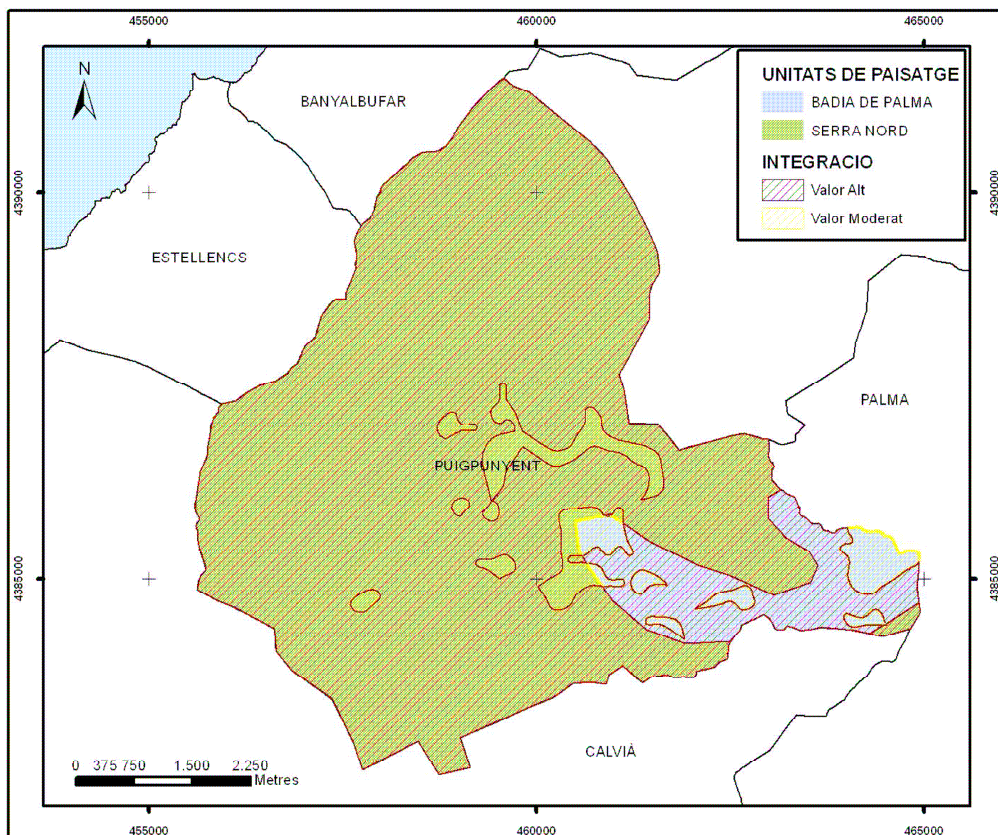 455000
460000
465000
N
BANYALBUFAR
UNITATS DE PAISATGE
BADIA DE PALMA
SERRA NORD
INTEGRACIO
Valor Alt
Valor Moderat
4390000
4390000
ESTELLENCS
PALMA
PUIGPUNYENT
4385000
4385000
CALVIÀ
0 375 750 1.500 2.250
Metres
455000
460000
465000